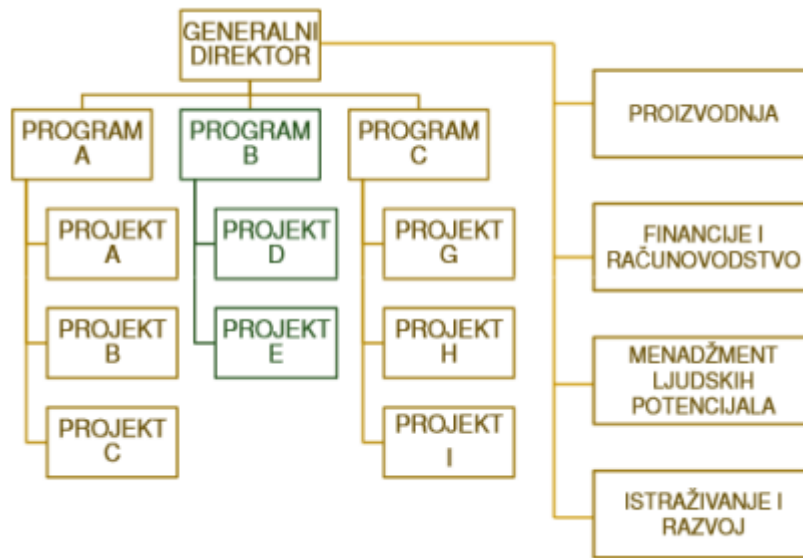 GENERALNI
DIREKTOR
PROGRAM
A
PROGRAM
B
PROGRAM
C
PROJEKT
A
PROJEKT
B
PROJEKT
C
PROJEKT
D
PROJEKT
E
PROJEKT
G
PROJEKT
H
PROJEKT
I
PROIZVODNJA
FINANCIJE I
RAČUNOVODSTVO
MENADŽMENT
LJUDSKIH
POTENCIJALA
ISTRAŽIVANJE I
RAZVOJ